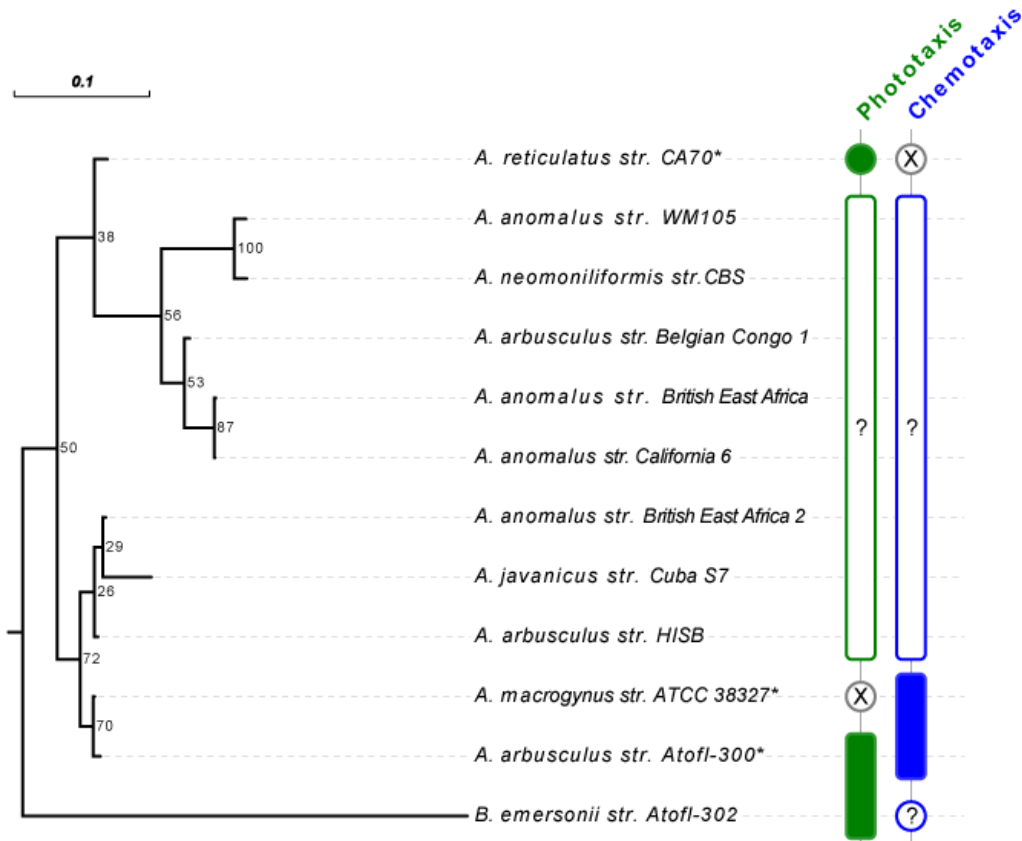 Phototaxis
Chemotaxis
0.1
A. reticulatus str. CA70*
X
A. anomalus str. WM105
38
100
A. neomoniliformis str.CBS
56
A. arbusculus str. Belgian Congo 1
53
A. anomalus str. British East Africa
87
? ?
50
A. anomalus str. California 6
A. anomalus str. British East Africa 2
29
A. javanicus str. Cuba S7
26
A. arbusculus str. HISB
72
A. macrogynus str. ATCC 38327*
X
70
A. arbusculus str. Atofl-300*
B. emersonii str. Atofl-302
?